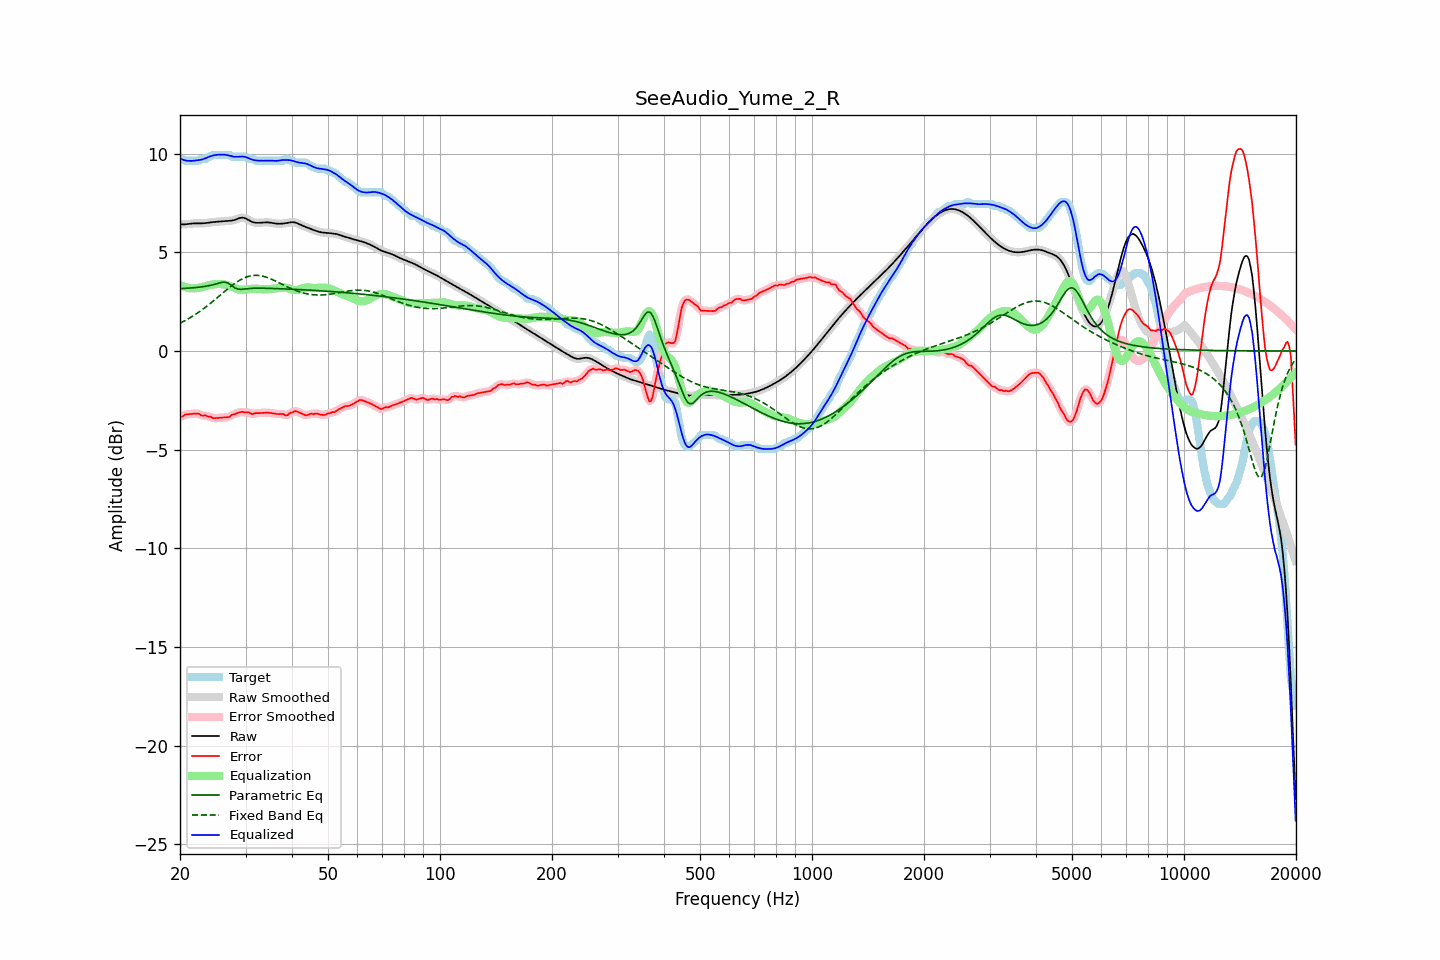 SeeAudio_Yume_2_R
Amplitude (dBr)
10
5
0
−5
−10
−15
−20
−25
Target
Raw Smoothed
Error Smoothed
Raw
Error
Equalization
Parametric Eq
Fixed Band Eq
Equalized
20 50 100 200 500 1000 2000 5000 10000 20000
Frequency (Hz)